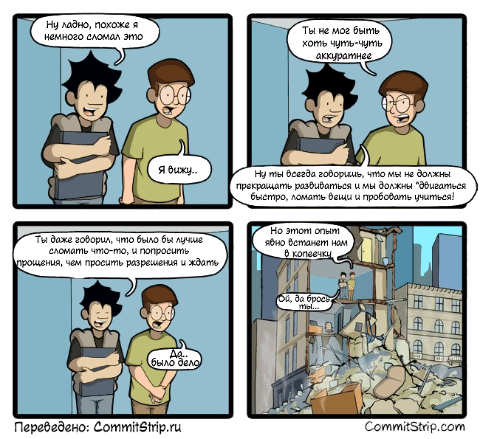 Ну ладно, похоже я
немного сломал это
Я вижу..
Ты не мог быть
хоть чуть-чуть
аккуратнее
Ну ты всегда говоришь, что мы не должны
прекращать развиваться и мы должны "двигаться
быстро, ломать вещи и пробовать учиться!
Ты даже говорил, что было бы лучше
сломать что-то, и попросить
прощения, чем просить разрешения и ждать
Да..
было дело
Но этот опыт
явно встанет нам
в копеечку
Ой, да брось
ты...
Переведено: CommitStrip.ru
CommitStrip.com